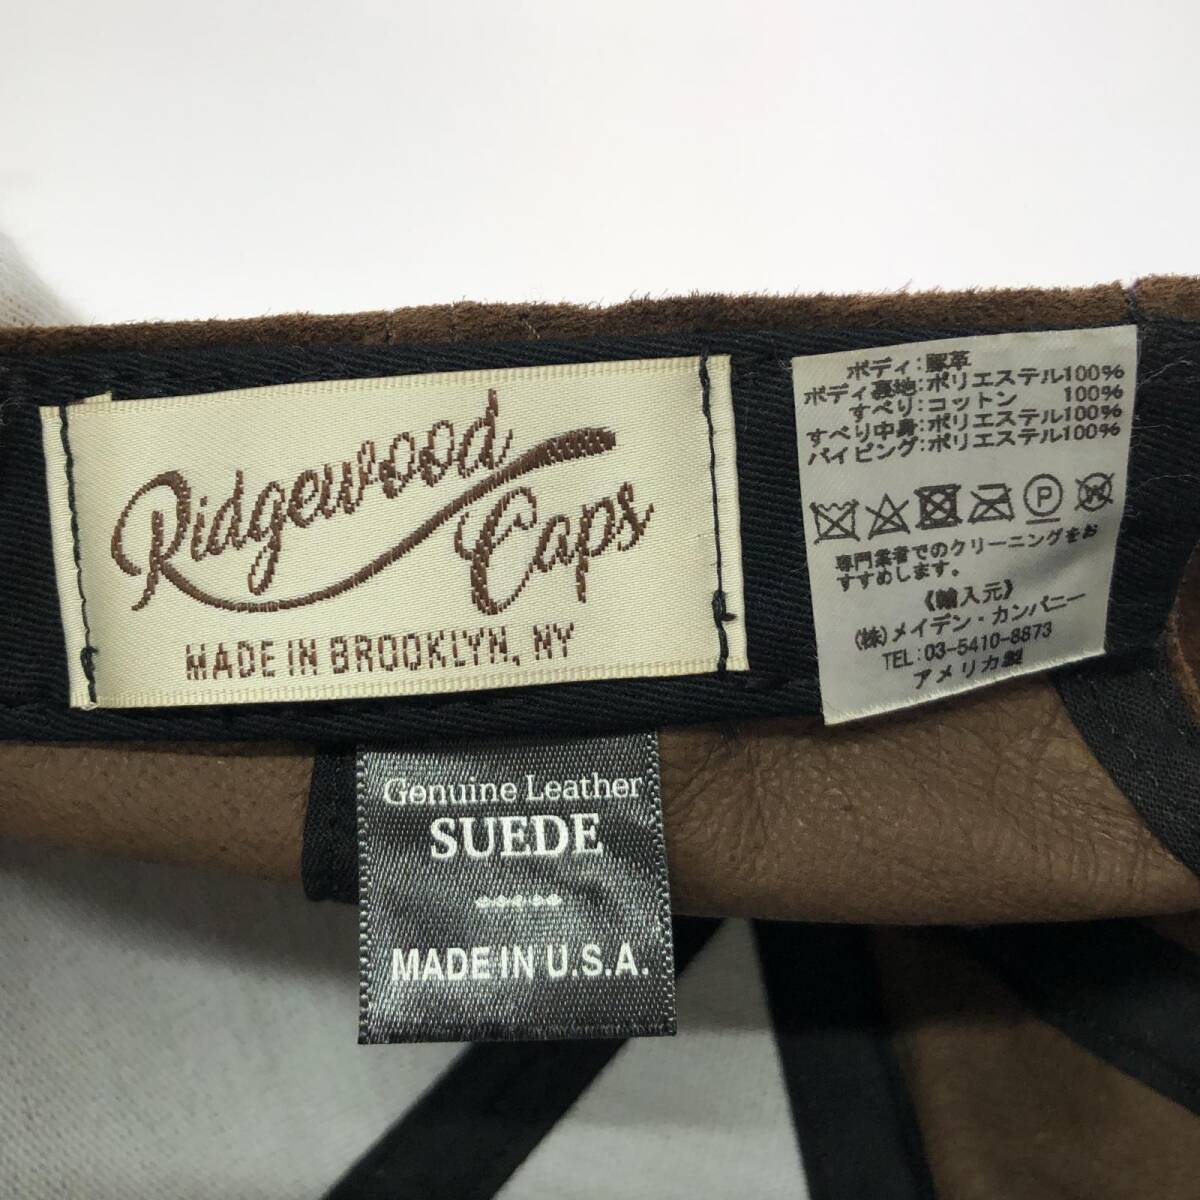 Ridgewood
Caps
MADE IN BROOKLYN, NY
ボディ:豚革
ボディ裏地:ポリエステル100%
すべり:コットン 100%
すべり中身:ポリエステル100%
パイピング:ポリエステル100%
P
W
専門業者でのクリーニングをお
すすめします。
《輸入元》
(株)メイデン・カンパニー
TEL:03-5410-8873
アメリカ製
Genuine Leather
SUEDE
MADE IN U.S.A.